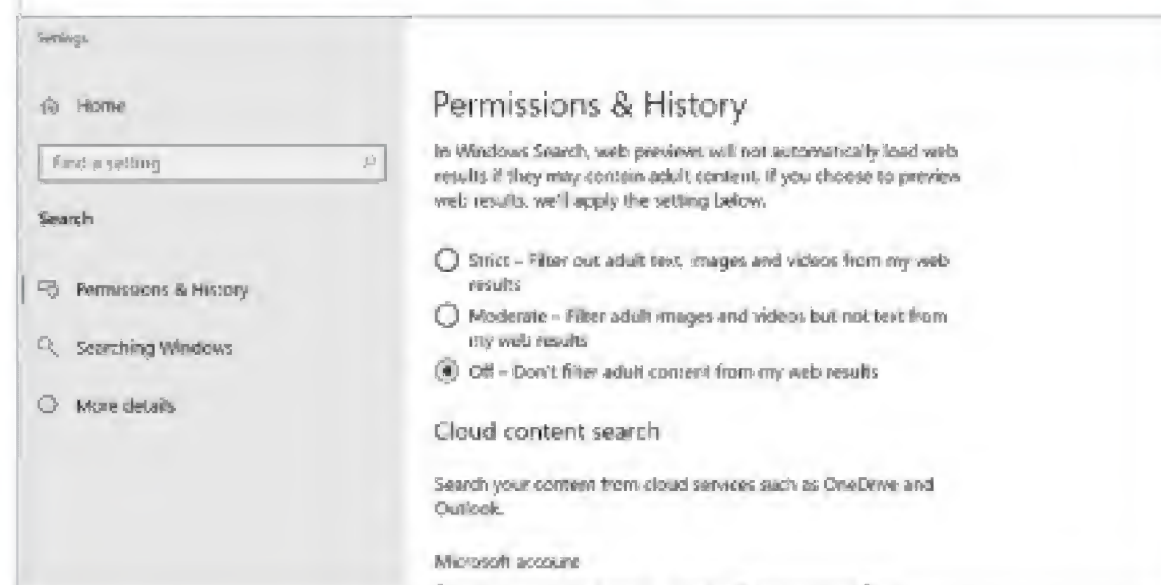 Settings
Home
Find a setting
Search
Permissions & History
Searching Windows
More details
Permissions & History
In Windows Search, web previews will not automatically load web
results if they may contain adult content. If you choose to preview
web results, we'll apply the setting below.
Strict – Filter out adult text, images and videos from my web
results
Moderate – Filter adult images and videos but not text from
my web results
Off – Don't filter adult content from my web results
Cloud content search
Search your content from cloud services such as OneDrive and
Outlook.
Microsoft account